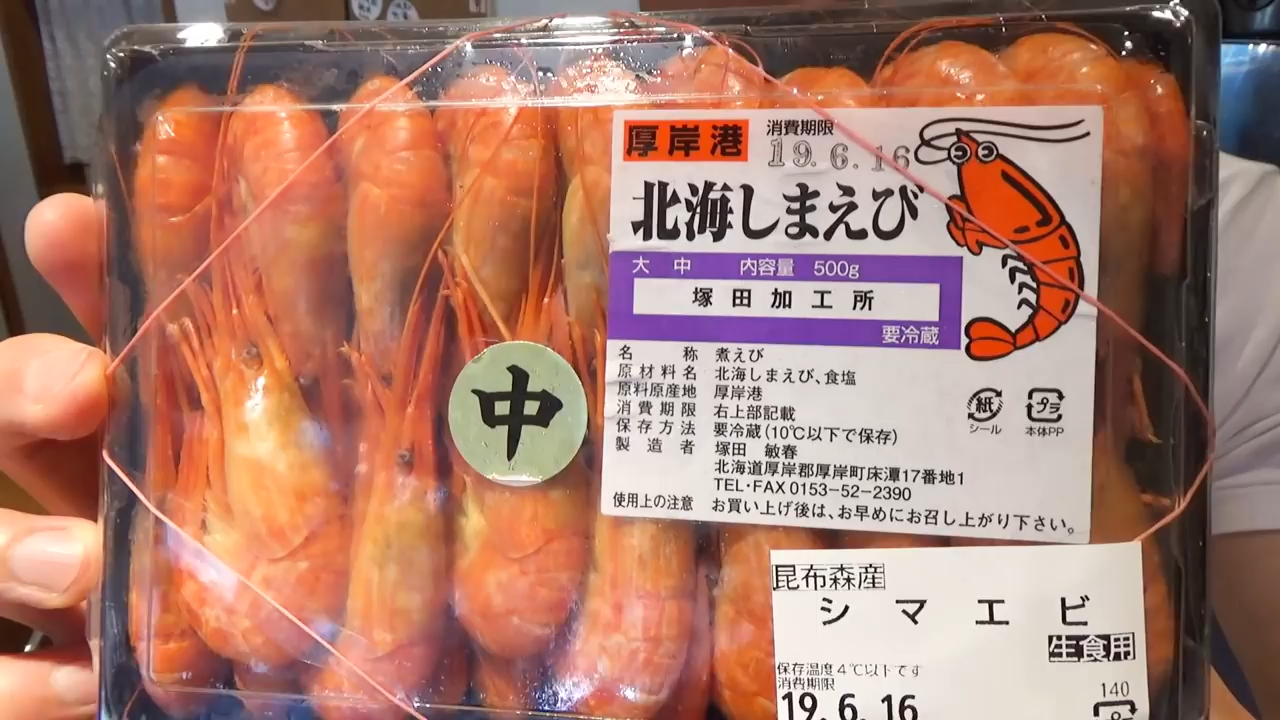 厚岸港
消費期限
19.6.16
北海しまえび
大 中 内容量 500g
塚田加工所
要冷蔵
名称 煮えび
原材料名 北海しまえび、食塩
原料原産地 厚岸港
消費期限 右上部記載
保存方法 要冷蔵(10℃以下で保存)
製造者 塚田 敏春
北海道厚岸郡厚岸町床潭17番地1
TEL・FAX 0153-52-2390
使用上の注意 お買い上げ後は、お早めにお召し上がり下さい。
紙
シール
プラ
本体PP
中
昆布森産
シマエビ
生食用
保存温度4℃以下です
消費期限
19.6.16
140